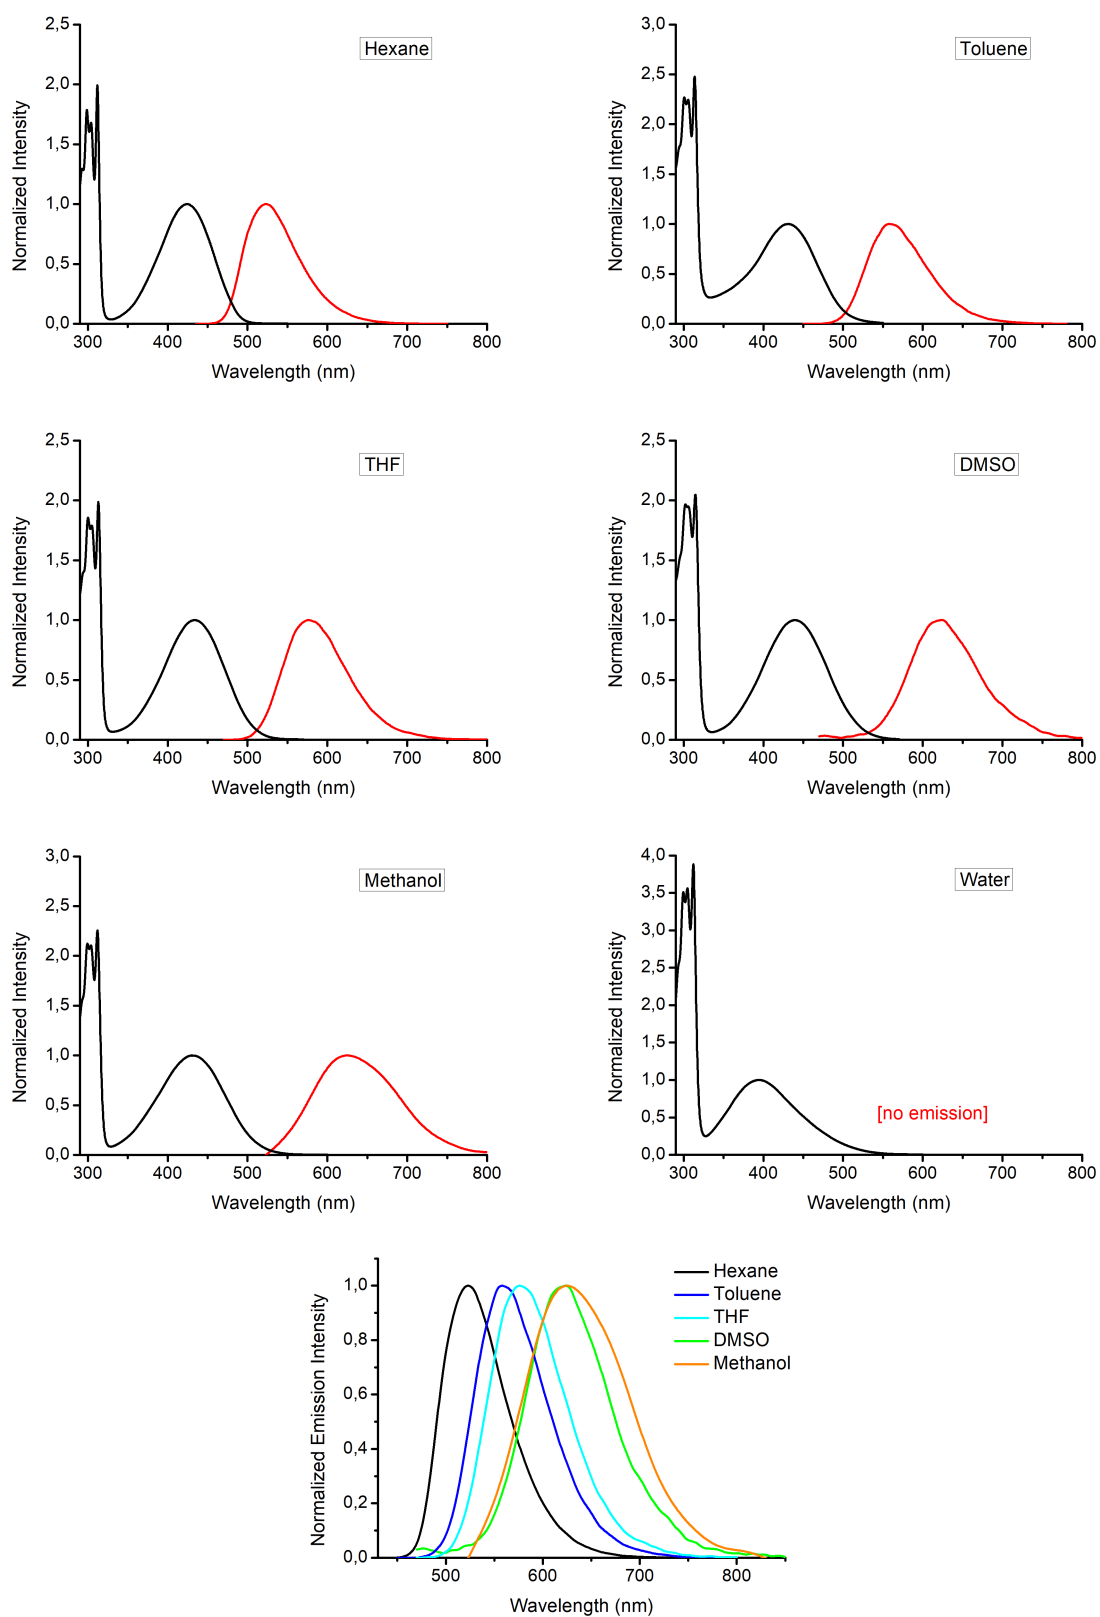 Hexane
Normalized Intensity
2,5
2,0
1,5
1,0
0,5
0,0
300 400 500 600 700 800
Wavelength (nm)
Toluene
Normalized Intensity
3,0
2,5
2,0
1,5
1,0
0,5
0,0
300 400 500 600 700 800
Wavelength (nm)
THF
Normalized Intensity
2,5
2,0
1,5
1,0
0,5
0,0
300 400 500 600 700 800
Wavelength (nm)
DMSO
Normalized Intensity
2,5
2,0
1,5
1,0
0,5
0,0
300 400 500 600 700 800
Wavelength (nm)
Methanol
Normalized Intensity
3,0
2,5
2,0
1,5
1,0
0,5
0,0
300 400 500 600 700 800
Wavelength (nm)
Water
Normalized Intensity
4,0
3,5
3,0
2,5
2,0
1,5
1,0
0,5
0,0
[no emission]
300 400 500 600 700 800
Wavelength (nm)
Normalized Emission Intensity
1,0
0,8
0,6
0,4
0,2
0,0
Hexane
Toluene
THF
DMSO
Methanol
500 600 700 800
Wavelength (nm)